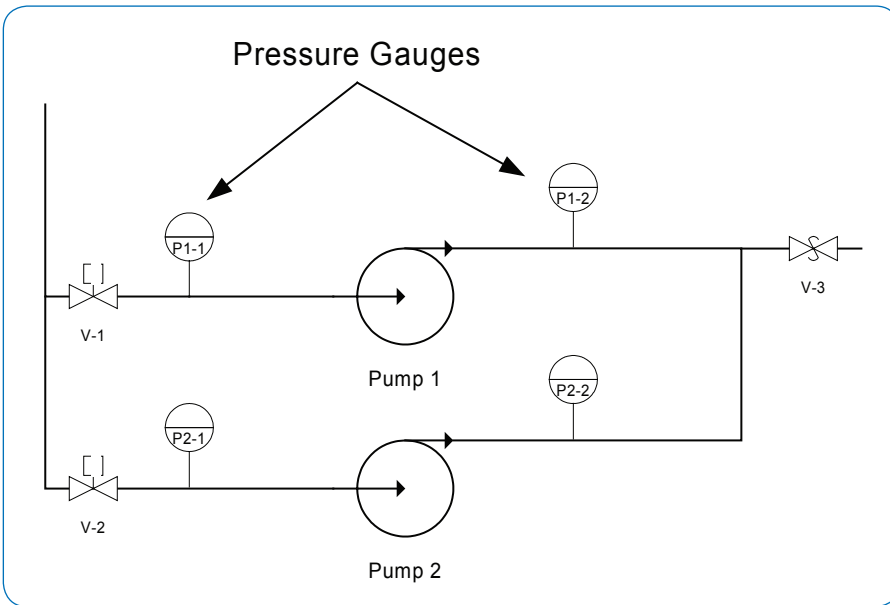 Pressure Gauges
P1-2
P1-1
V-3
V-1
Pump 1
P2-2
P2-1
V-2
Pump 2